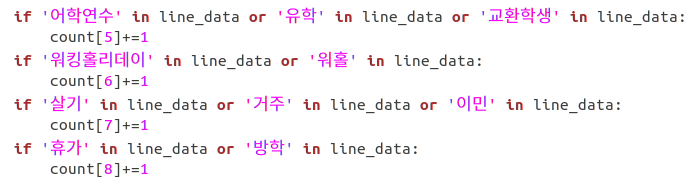 if '어학연수' in line_data or '유학' in line_data or '교환학생' in line_data:
    count[5]+=1
if '워킹홀리데이' in line_data or '워홀' in line_data:
    count[6]+=1
if '살기' in line_data or '거주' in line_data or '이민' in line_data:
    count[7]+=1
if '휴가' in line_data or '방학' in line_data:
    count[8]+=1